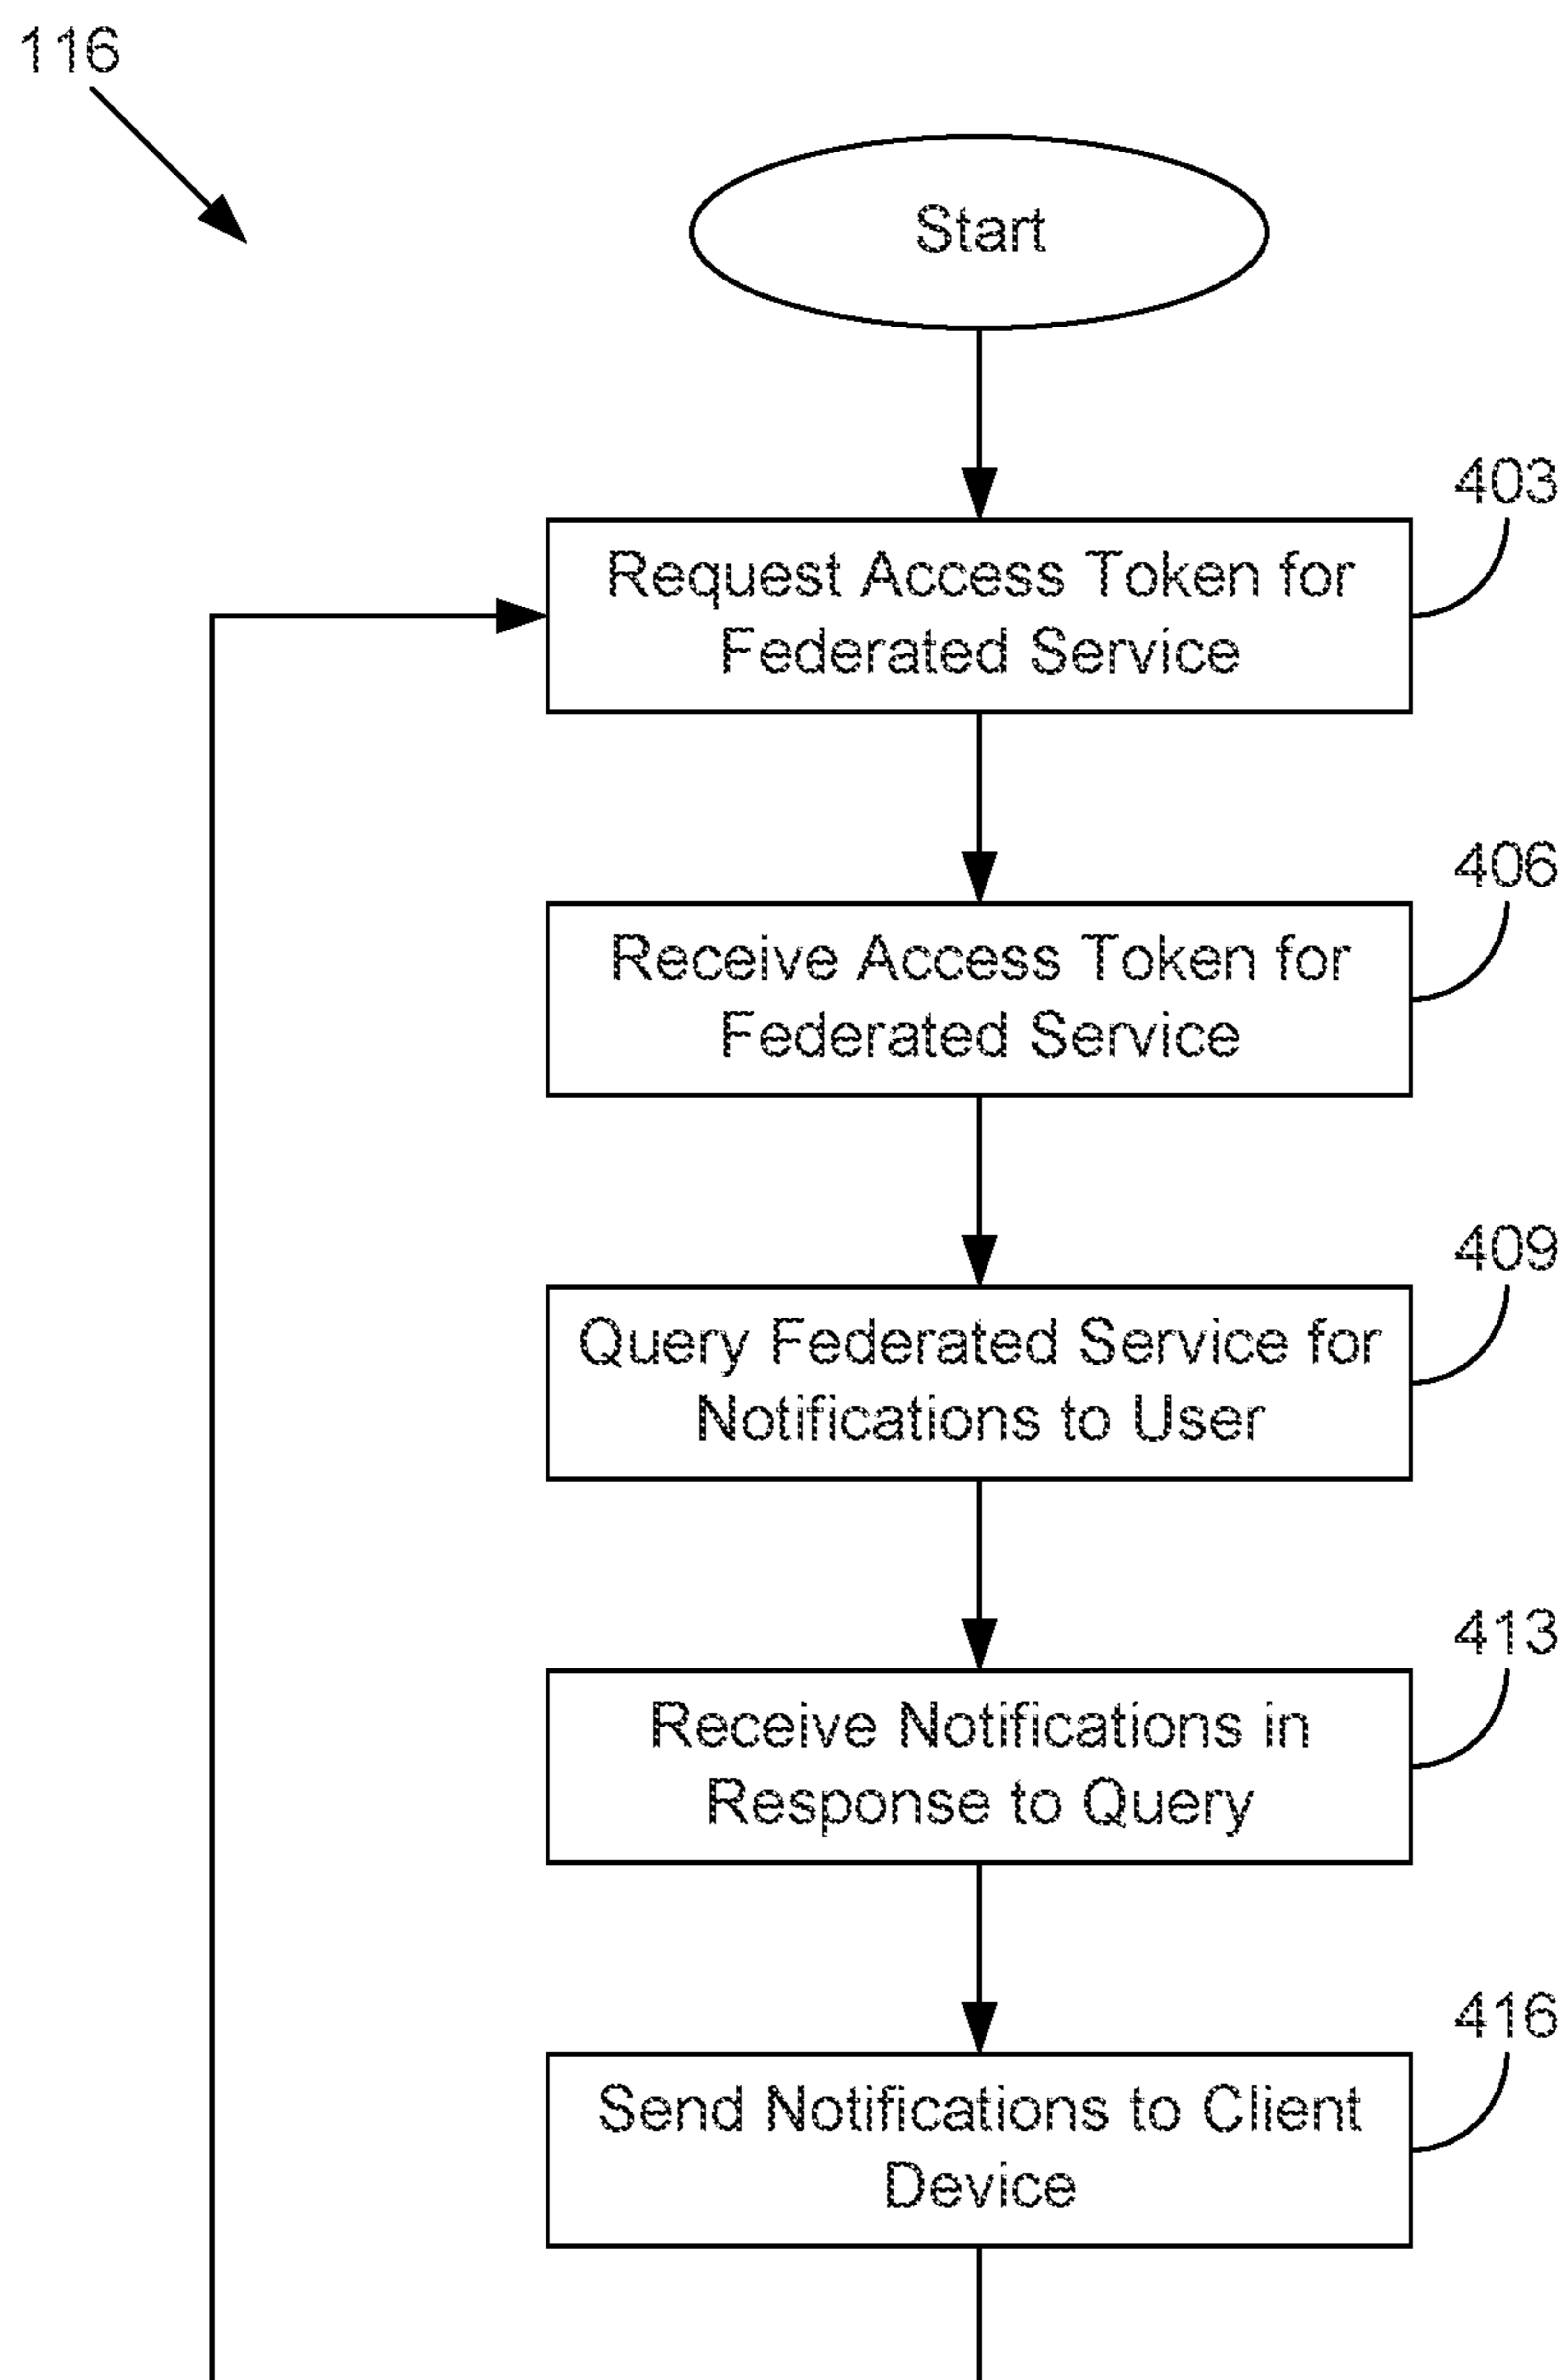 116
Start
403
Request Access Token for
Federated Service
406
Receive Access Token for
Federated Service
409
Query Federated Service for
Notifications to User
413
Receive Notifications in
Response to Query
416
Send Notifications to Client
Device